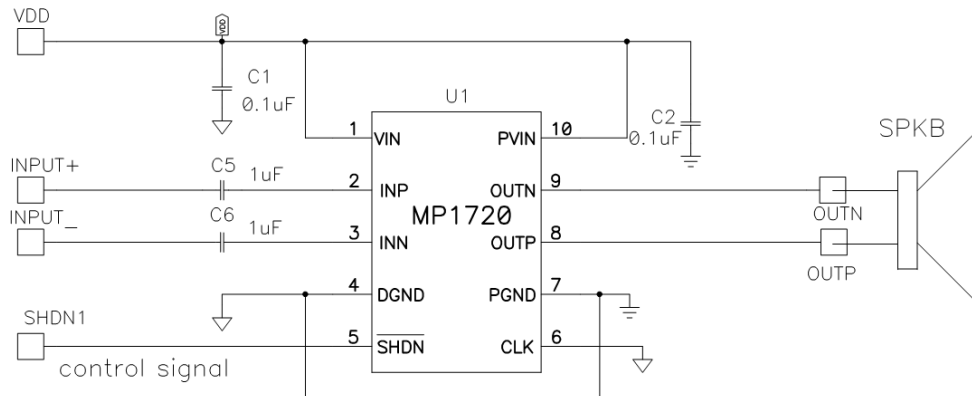 VDD
VDD
C1
0.1uF
U1
C2
0.1uF
SPKB
1
VIN
PVIN
10
INPUT+
C5
1uF
2
INP
OUTN
9
OUTN
INPUT_
C6
1uF
3
INN
MP1720
OUTP
8
OUTP
4
DGND
PGND
7
SHDN1
5
SHDN
CLK
6
control signal